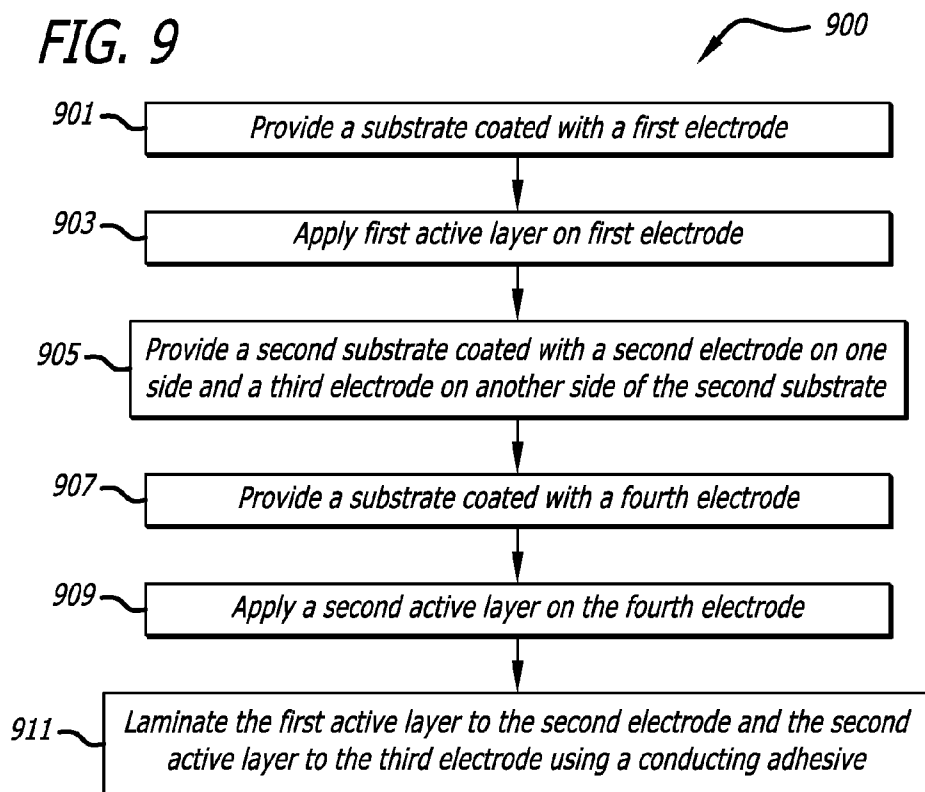 FIG. 9
900
901
Provide a substrate coated with a first electrode
903
Apply first active layer on first electrode
905
Provide a second substrate coated with a second electrode on one
side and a third electrode on another side of the second substrate
907
Provide a substrate coated with a fourth electrode
909
Apply a second active layer on the fourth electrode
911
Laminate the first active layer to the second electrode and the second
active layer to the third electrode using a conducting adhesive